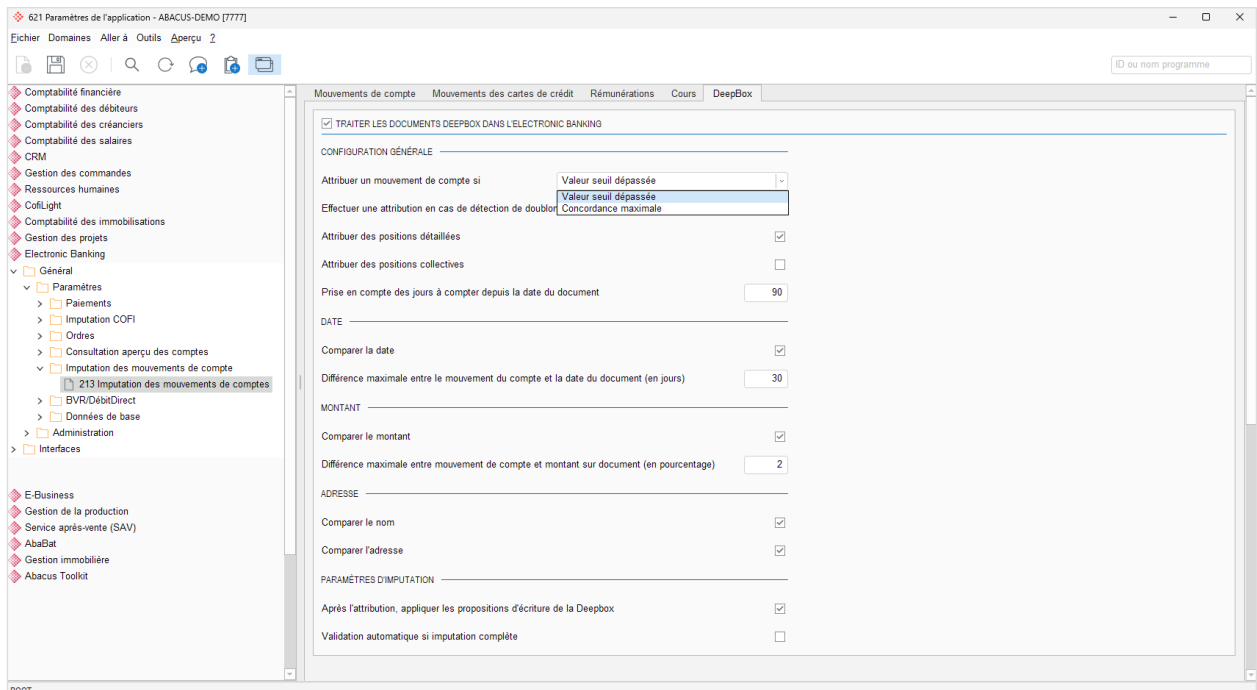 621 Paramètres de l'application - ABACUS-DEMO [7777]
Fichier Domaines Aller à Outils Aperçu ?
ID ou nom programme
Comptabilité financière
Comptabilité des débiteurs
Comptabilité des créanciers
Comptabilité des salaires
CRM
Gestion des commandes
Ressources humaines
CofiLight
Comptabilité des immobilisations
Gestion des projets
Electronic Banking
Général
Paramètres
Paiements
Imputation COFI
Ordres
Consultation aperçu des comptes
Imputation des mouvements de compte
213 Imputation des mouvements de comptes
BVR/DébitDirect
Données de base
Administration
Interfaces
E-Business
Gestion de la production
Service après-vente (SAV)
AbaBat
Gestion immobilière
Abacus Toolkit
Mouvements de compte Mouvements des cartes de crédit Rémunérations Cours DeepBox
TRAITER LES DOCUMENTS DEEPBOX DANS L'ELECTRONIC BANKING
CONFIGURATION GÉNÉRALE
Attribuer un mouvement de compte si Valeur seuil dépassée
Valeur seuil dépassée
Effectuer une attribution en cas de détection de doublon Concordance maximale
Attribuer des positions détaillées
Attribuer des positions collectives
Prise en compte des jours à compter depuis la date du document 90
DATE
Comparer la date
Différence maximale entre le mouvement du compte et la date du document (en jours) 30
MONTANT
Comparer le montant
Différence maximale entre mouvement de compte et montant sur document (en pourcentage) 2
ADRESSE
Comparer le nom
Comparer l'adresse
PARAMÈTRES D'IMPUTATION
Après l'attribution, appliquer les propositions d'écriture de la Deepbox
Validation automatique si imputation complète